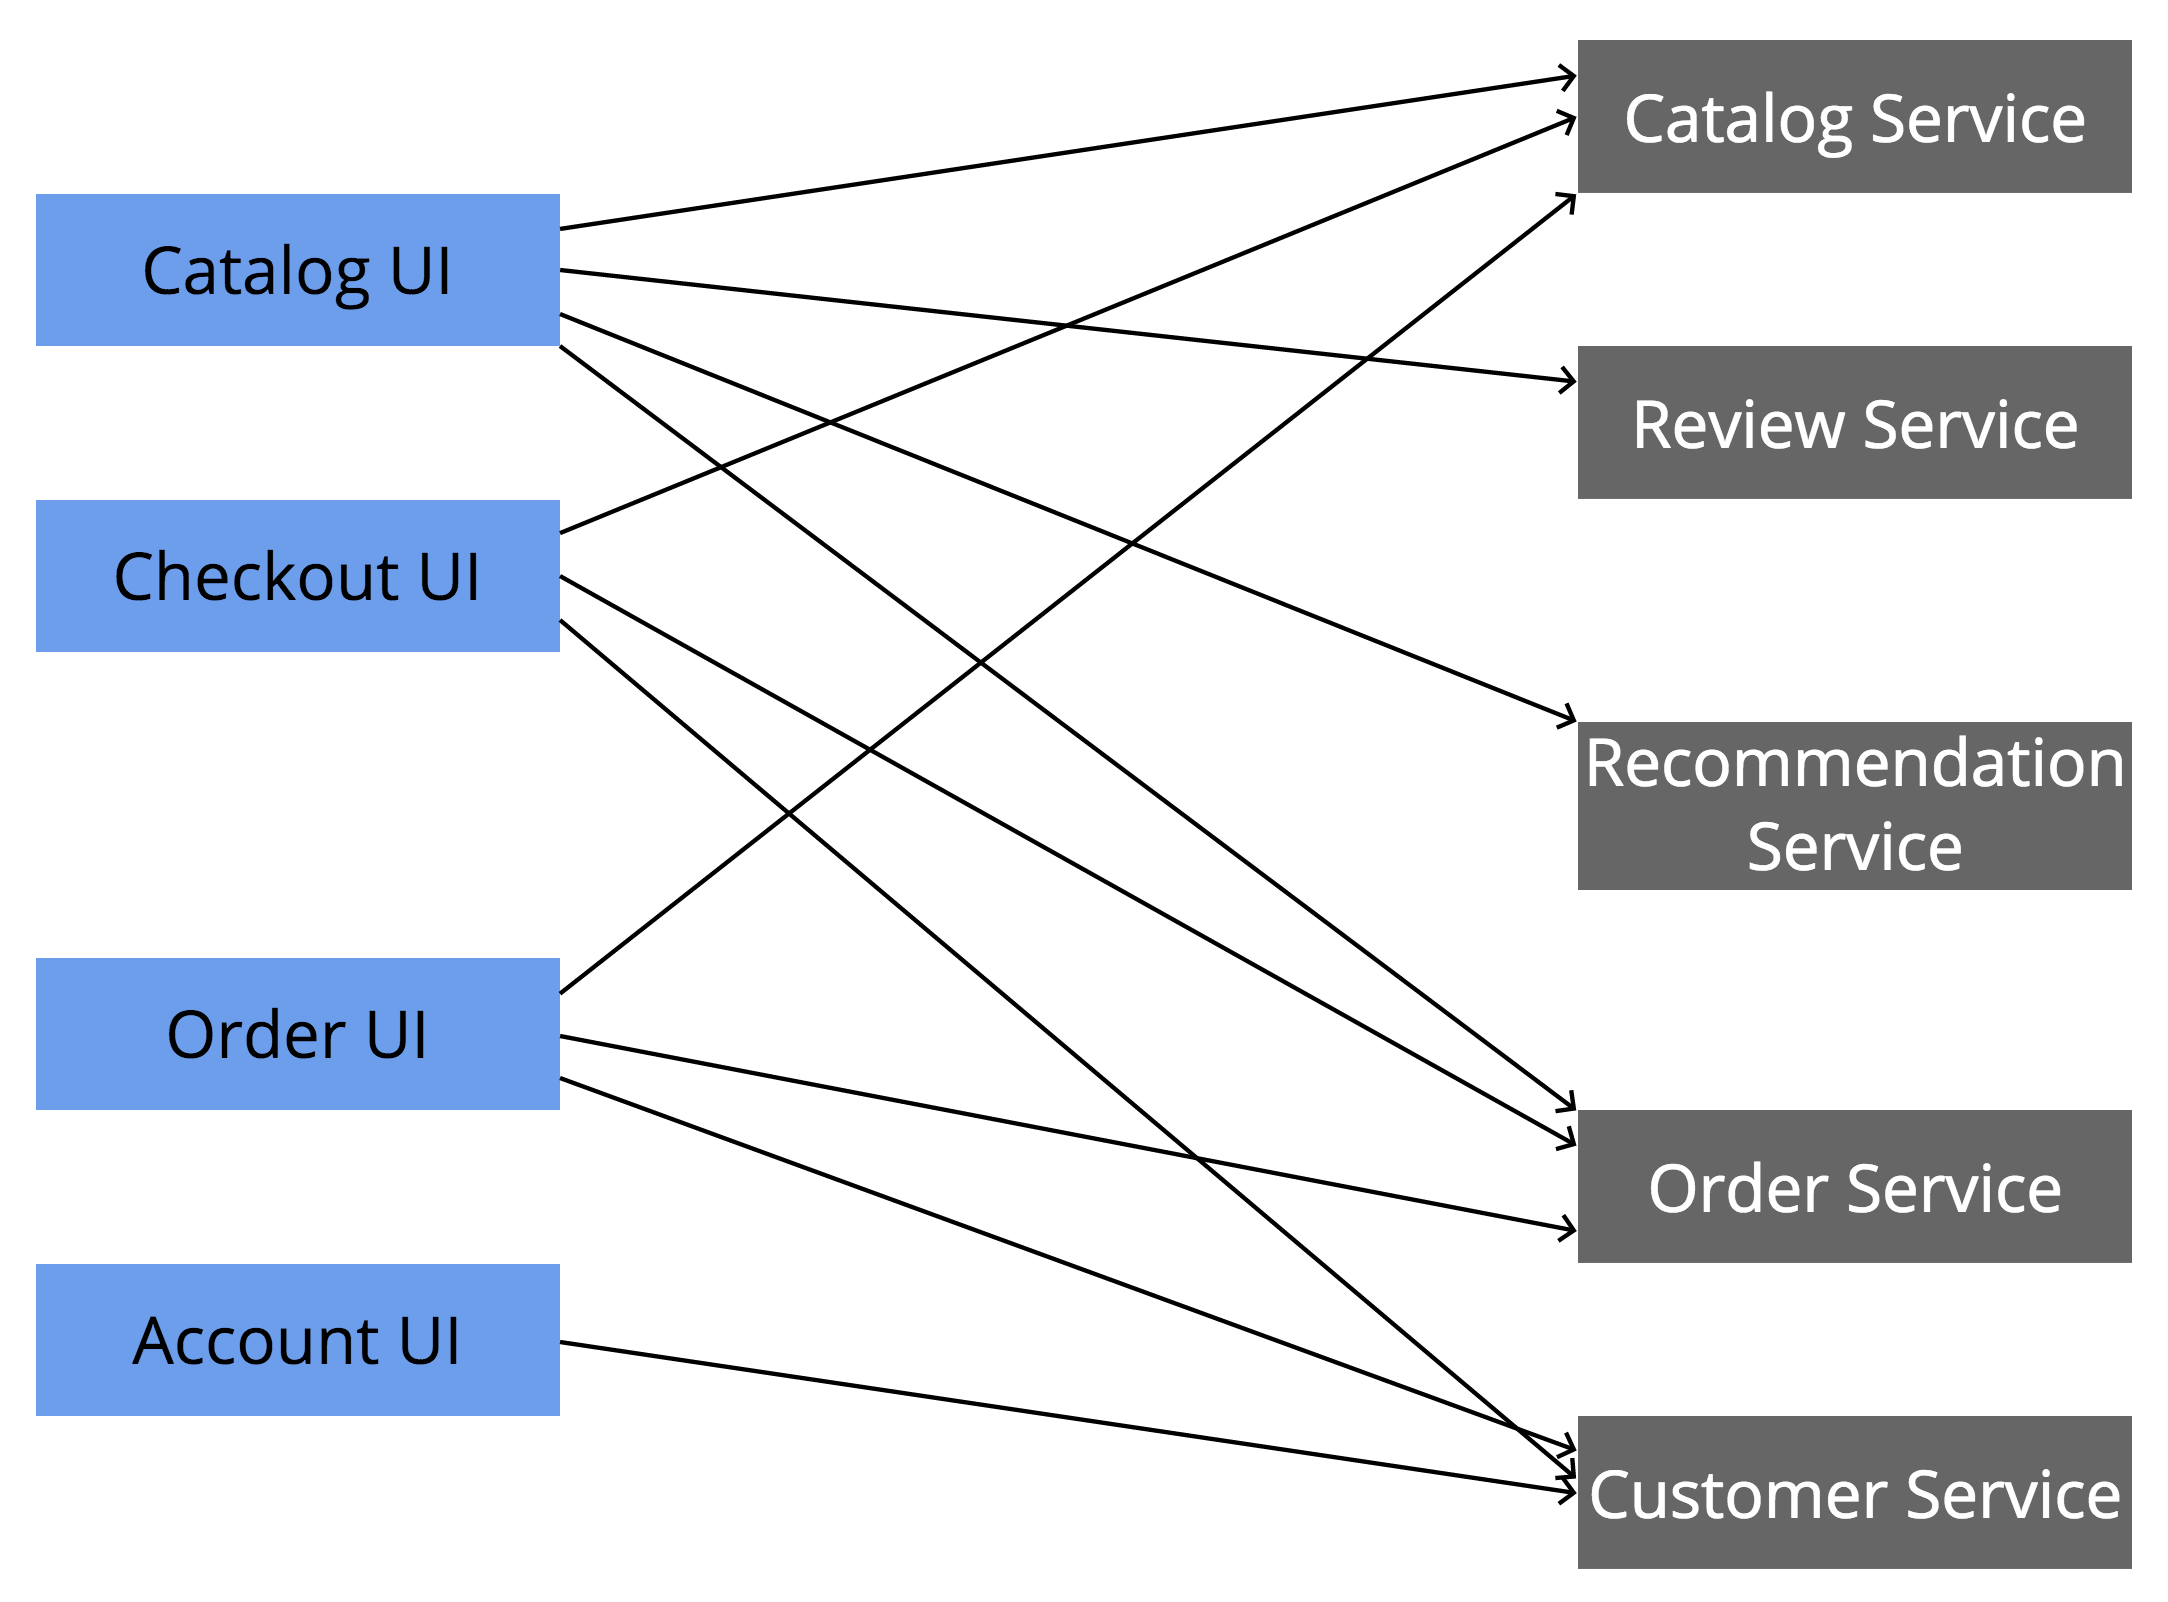 Catalog UI
Checkout UI
Order UI
Account UI
Catalog Service
Review Service
Recommendation
Service
Order Service
Customer Service